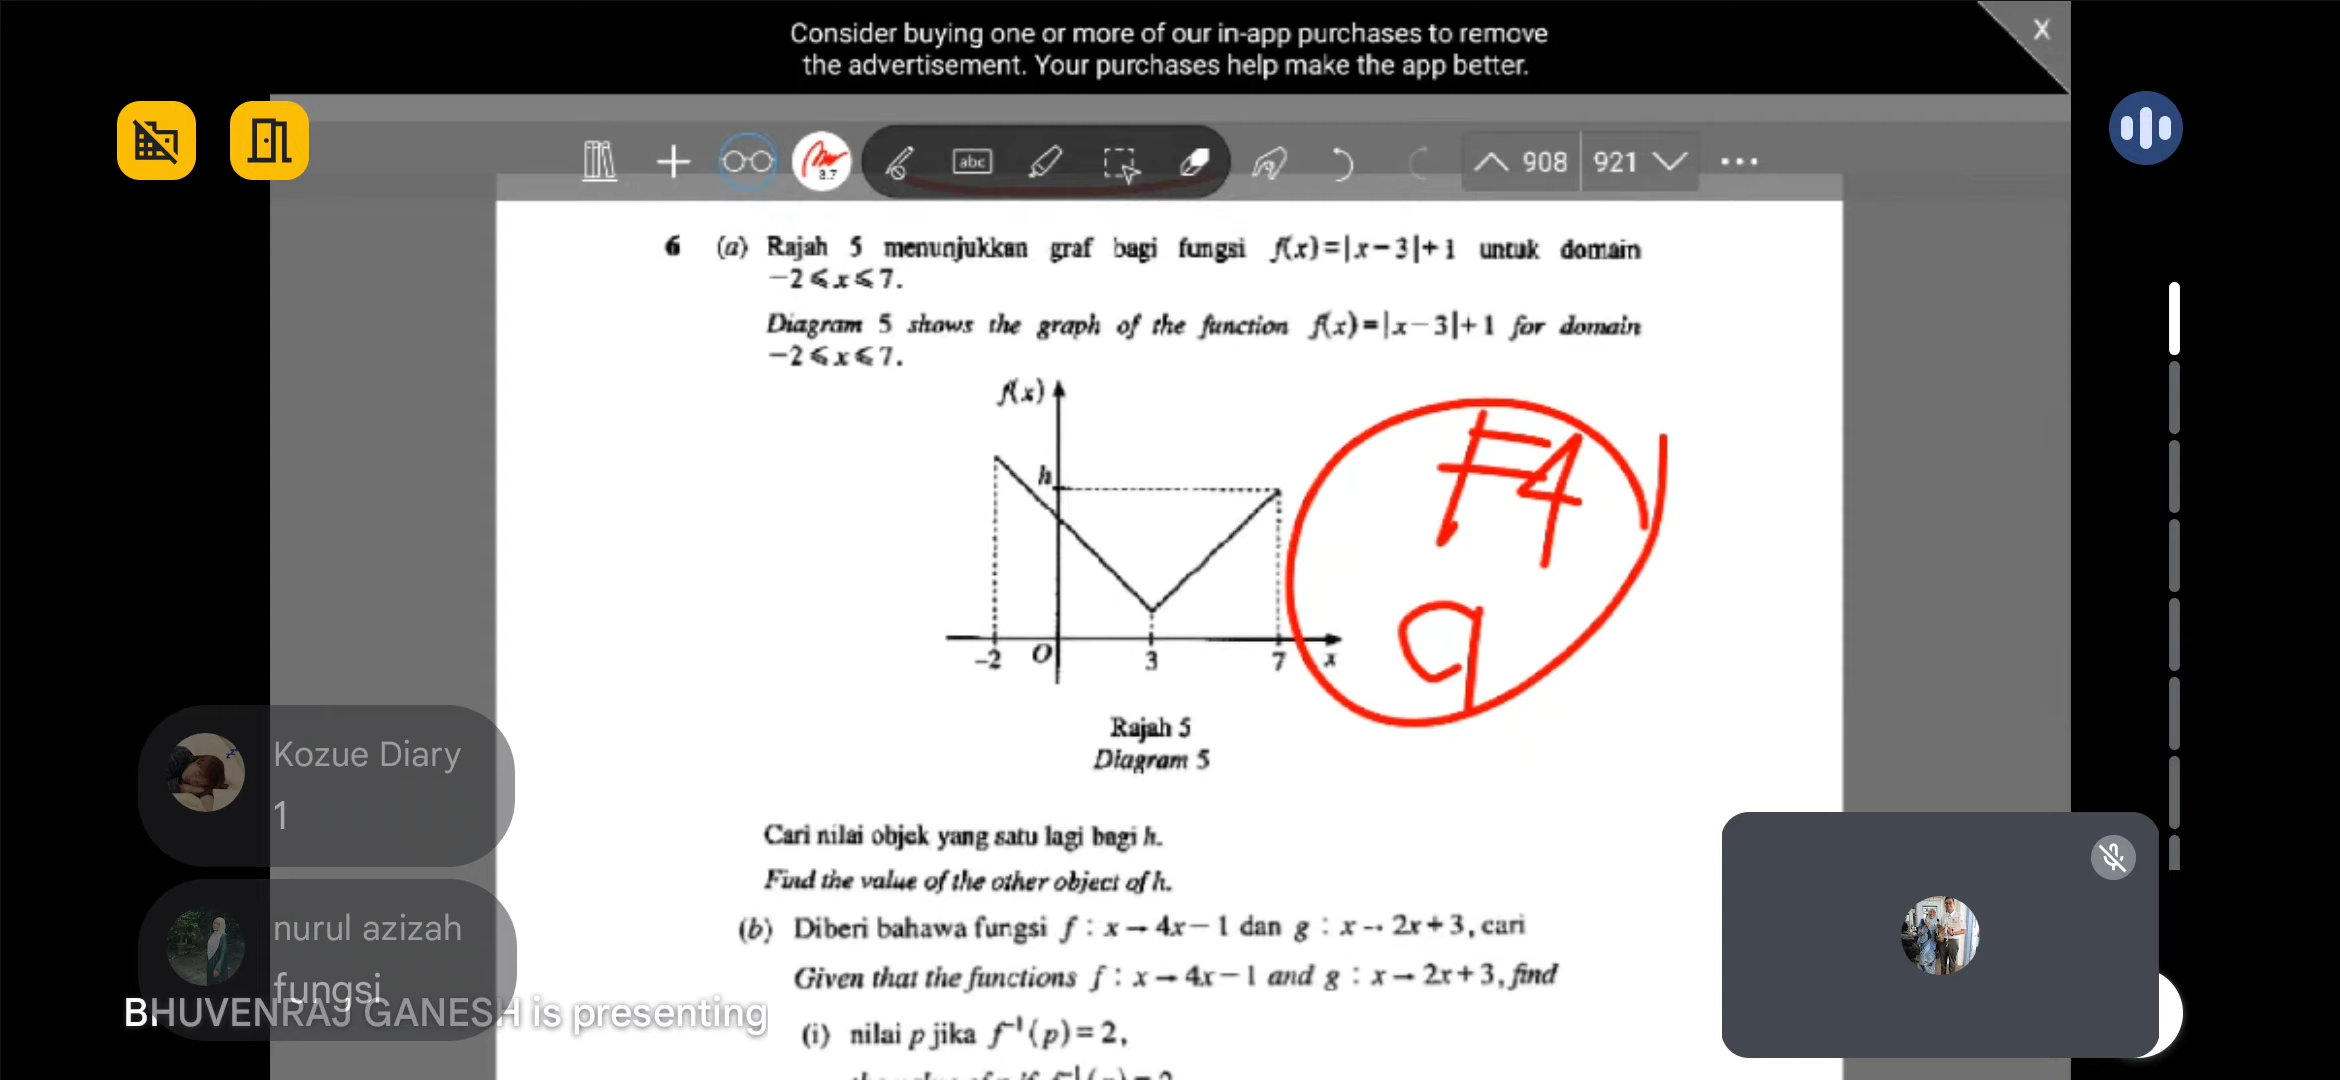 Consider buying one or more of our in-app purchases to remove
the advertisement. Your purchases help make the app better.
X
abc
3.7
908
921
6 (a) Rajah 5 menunjukkan graf bagi fungsi f(x)=|x−3|+1 untuk domain
−2⩽x⩽7.
Diagram 5 shows the graph of the function f(x)=|x−3|+1 for domain
−2⩽x⩽7.
f(x)
h
F4
9
-2 O 3 7 x
Rajah 5
Diagram 5
Cari nilai objek yang satu lagi bagi h.
Find the value of the other object of h.
(b) Diberi bahawa fungsi f : x → 4x−1 dan g : x → 2x+3, cari
Given that the functions f : x → 4x−1 and g : x → 2x+3, find
(i) nilai p jika f⁻¹(p)=2,
Kozue Diary
1
nurul azizah
fungsi
BHUVENRAJ GANESH is presenting